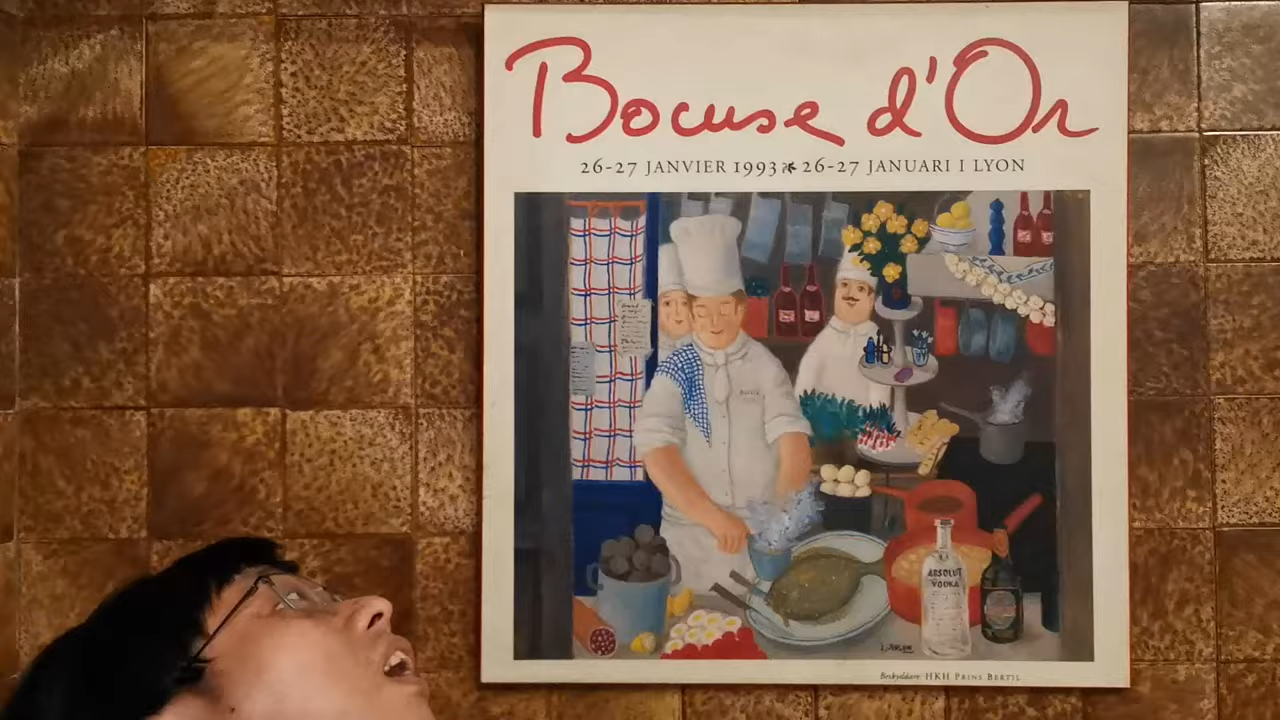 Bocuse d'Or
26-27 JANVIER 1993 * 26-27 JANUARI I LYON
ABSOLUT
VODKA
Beskyddare: HKH PRINS BERTIL